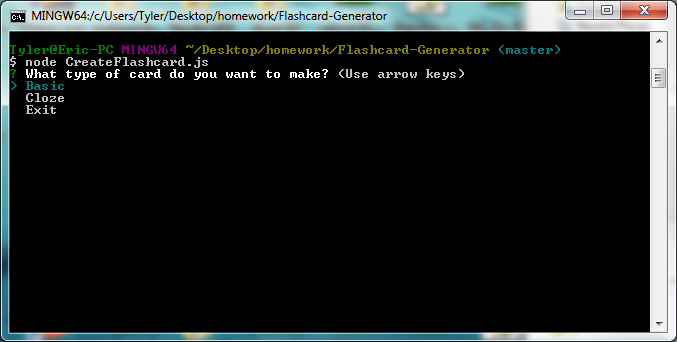 MINGW64:/c/Users/Tyler/Desktop/homework/Flashcard-Generator
Tyler@Eric-PC MINGW64 ~/Desktop/homework/Flashcard-Generator (master)
$ node CreateFlashcard.js
? What type of card do you want to make? (Use arrow keys)
> Basic
Cloze
Exit